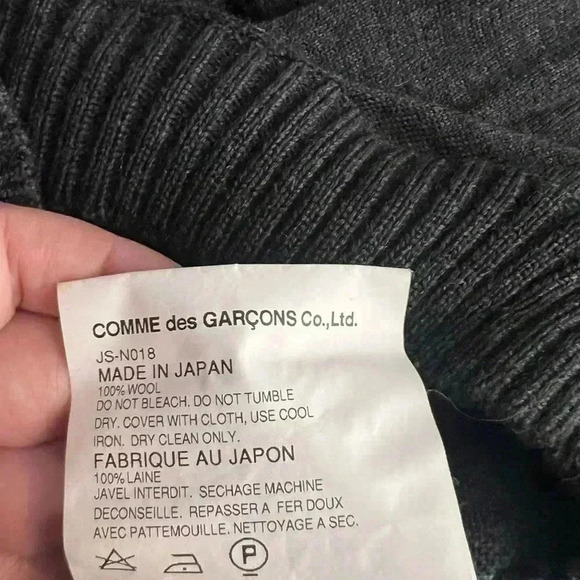 COMME des GARÇONS Co.,Ltd.
JS-N018
MADE IN JAPAN
100% WOOL
DO NOT BLEACH. DO NOT TUMBLE
DRY. COVER WITH CLOTH, USE COOL
IRON. DRY CLEAN ONLY.
FABRIQUE AU JAPON
100% LAINE
JAVEL INTERDIT. SECHAGE MACHINE
DECONSEILLE. REPASSER A FER DOUX
AVEC PATTEMOUILLE. NETTOYAGE A SEC.
P